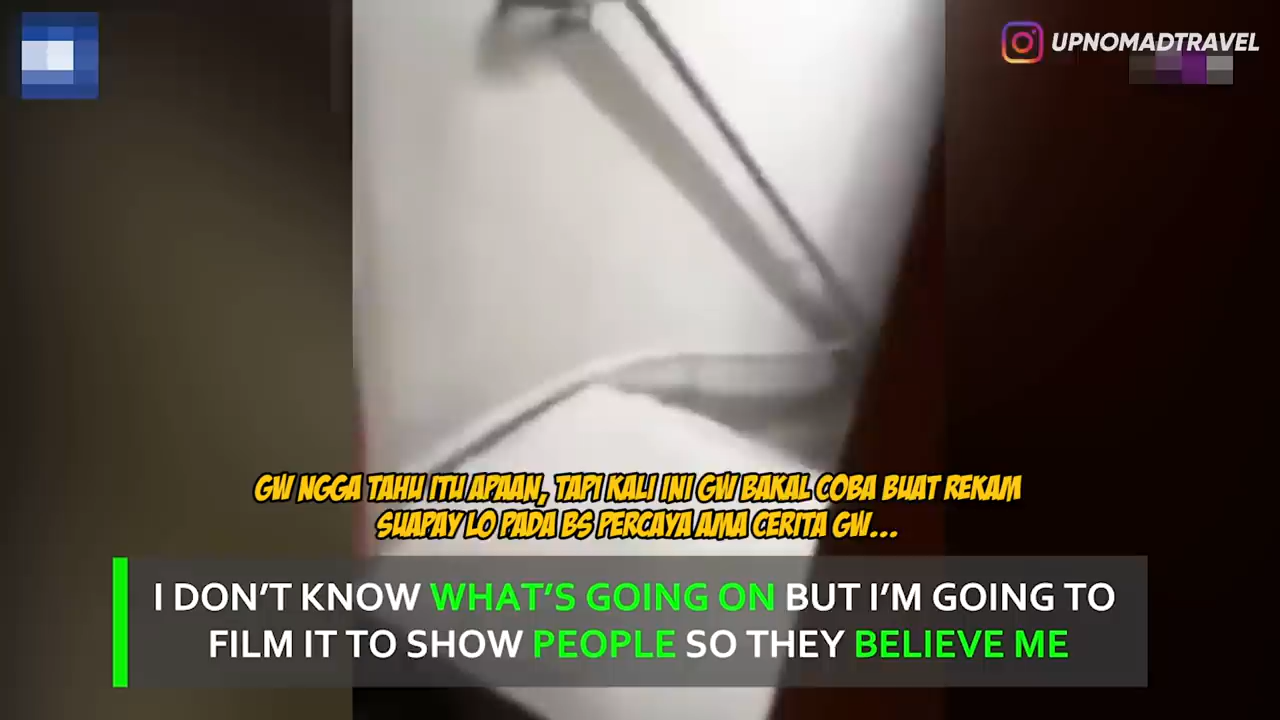 UPNOMADTRAVEL
GW NGGA TAHU ITU APAAN, TAPI KALI INI GW BAKAL COBA BUAT REKAM
SUAPAY LO PADA BS PERCAYA AMA CERITA GW...
I DON'T KNOW WHAT'S GOING ON BUT I'M GOING TO
FILM IT TO SHOW PEOPLE SO THEY BELIEVE ME